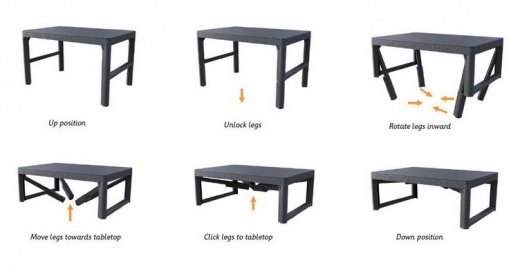 Up position.
Unlock legs
Rotate legs inward.
Move legs towards tabletop
Click legs to tabletop
Down position.